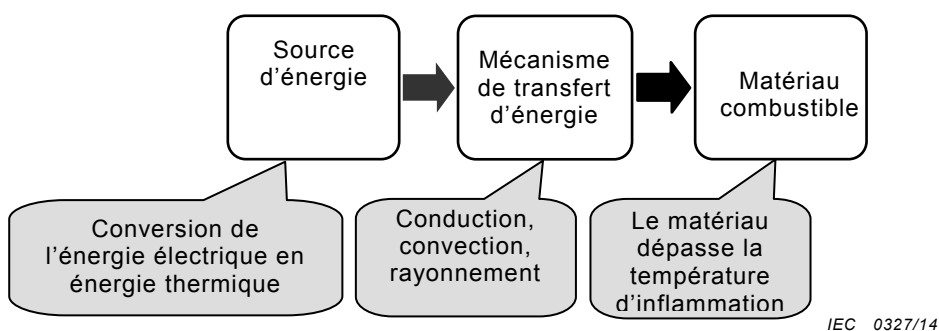 Source
d’énergie
Mécanisme
de transfert
d’énergie
Matériau
combustible
Conversion de
l’énergie électrique en
énergie thermique
Conduction,
convection,
rayonnement
Le matériau
dépasse la
température
d’inflammation
IEC 0327/14